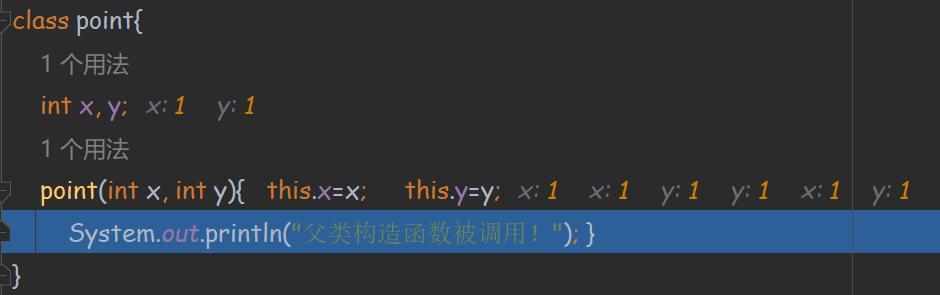 class point{
1 个用法
int x, y; x: 1 y: 1
1 个用法
point(int x, int y){ this.x=x; this.y=y; x: 1 x: 1 y: 1 y: 1 x: 1 y: 1
System.out.println("父类构造函数被调用！"); }
}